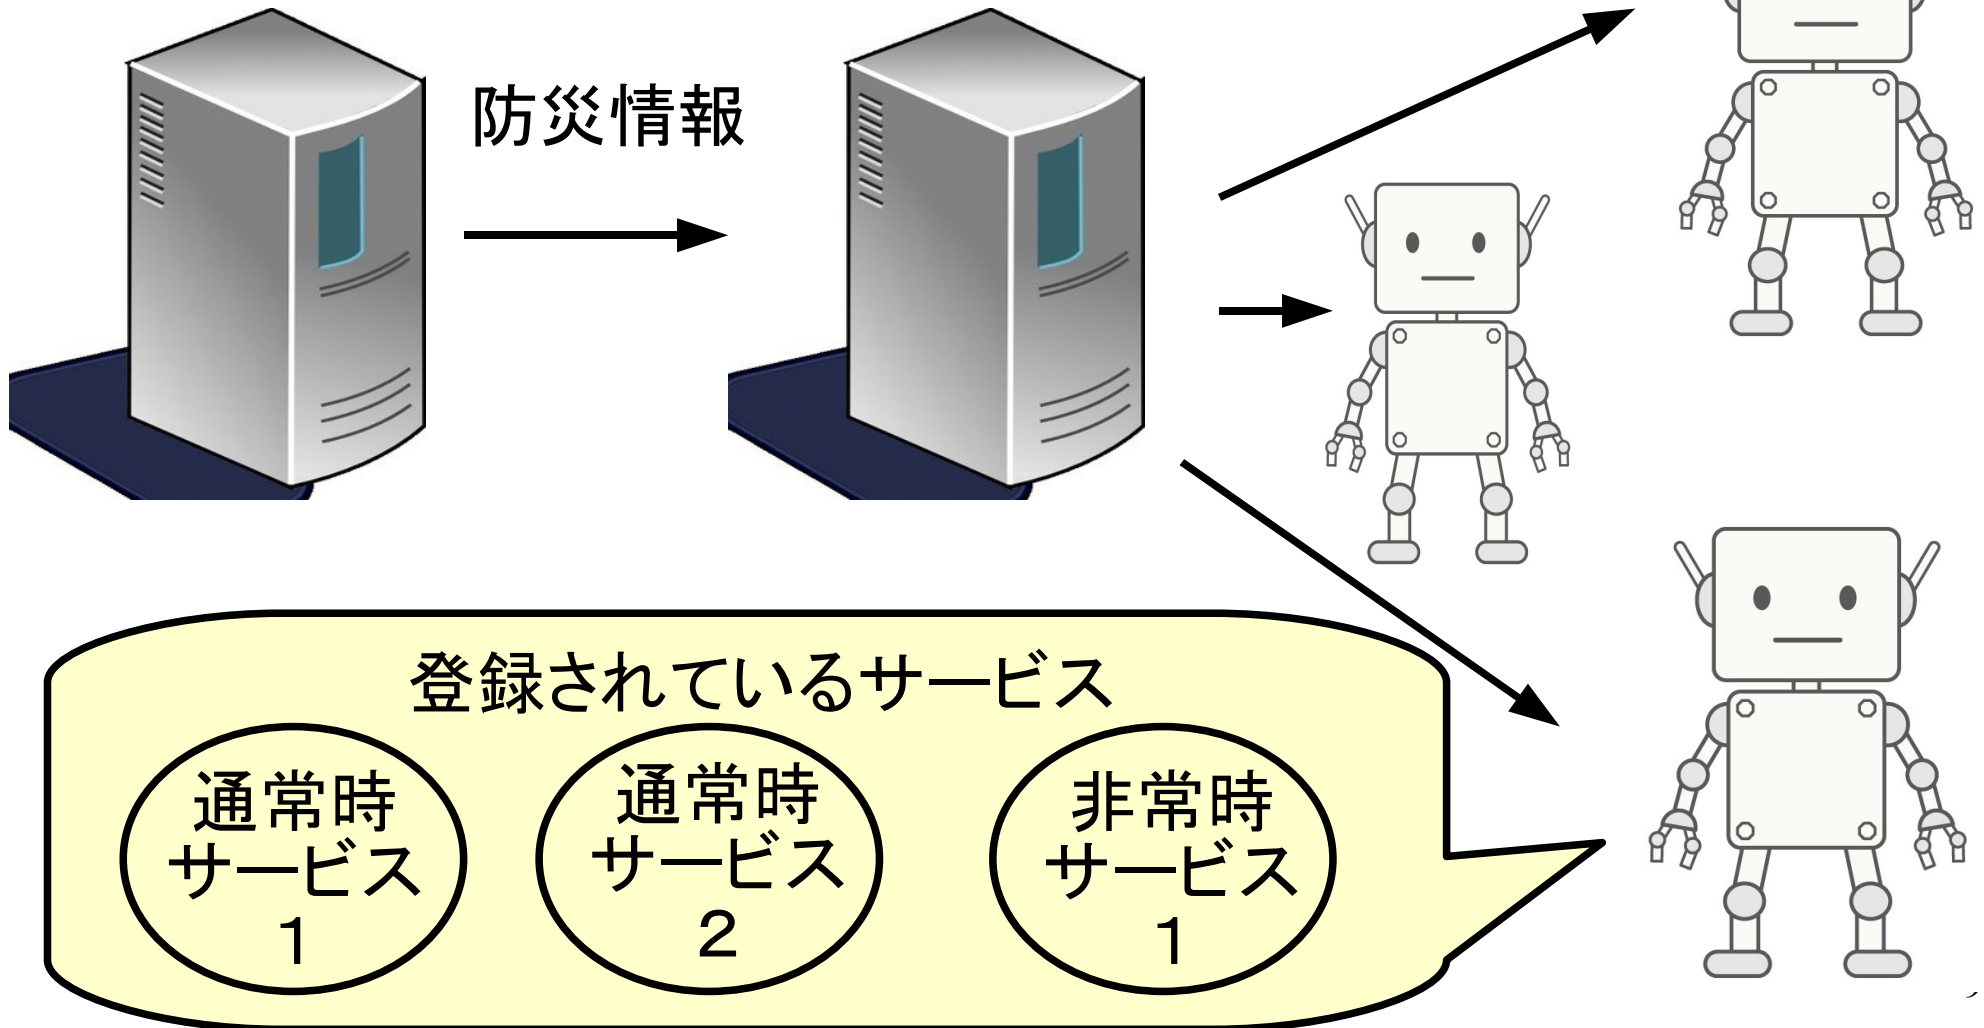 防災情報
登録されているサービス
通常時
サービス
1
通常時
サービス
2
非常時
サービス
1